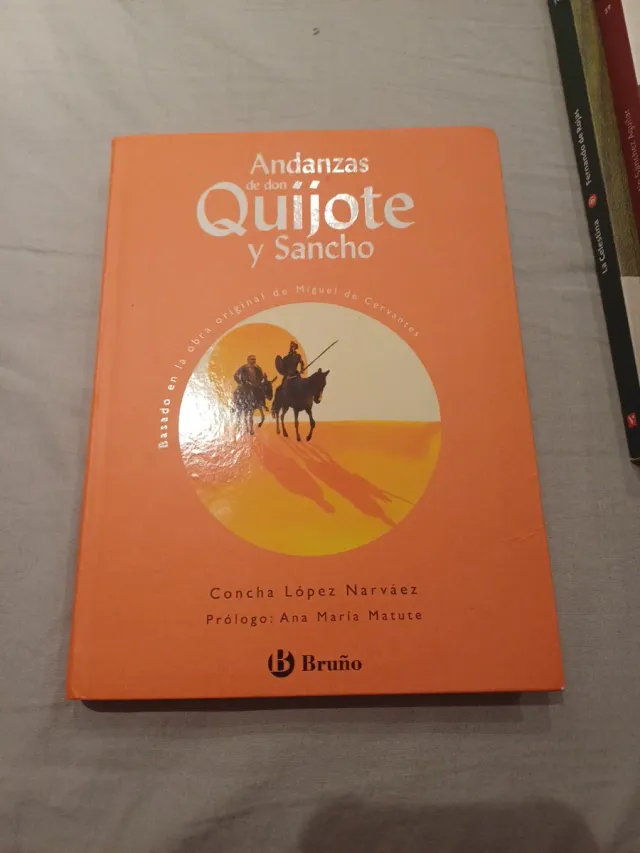 Andanzas
de don
Quijote
y Sancho
Basado en la obra original de Miguel de Cervantes
Concha López Narváez
Prólogo: Ana María Matute
Bruño
La Celestina Fernando de Rojas